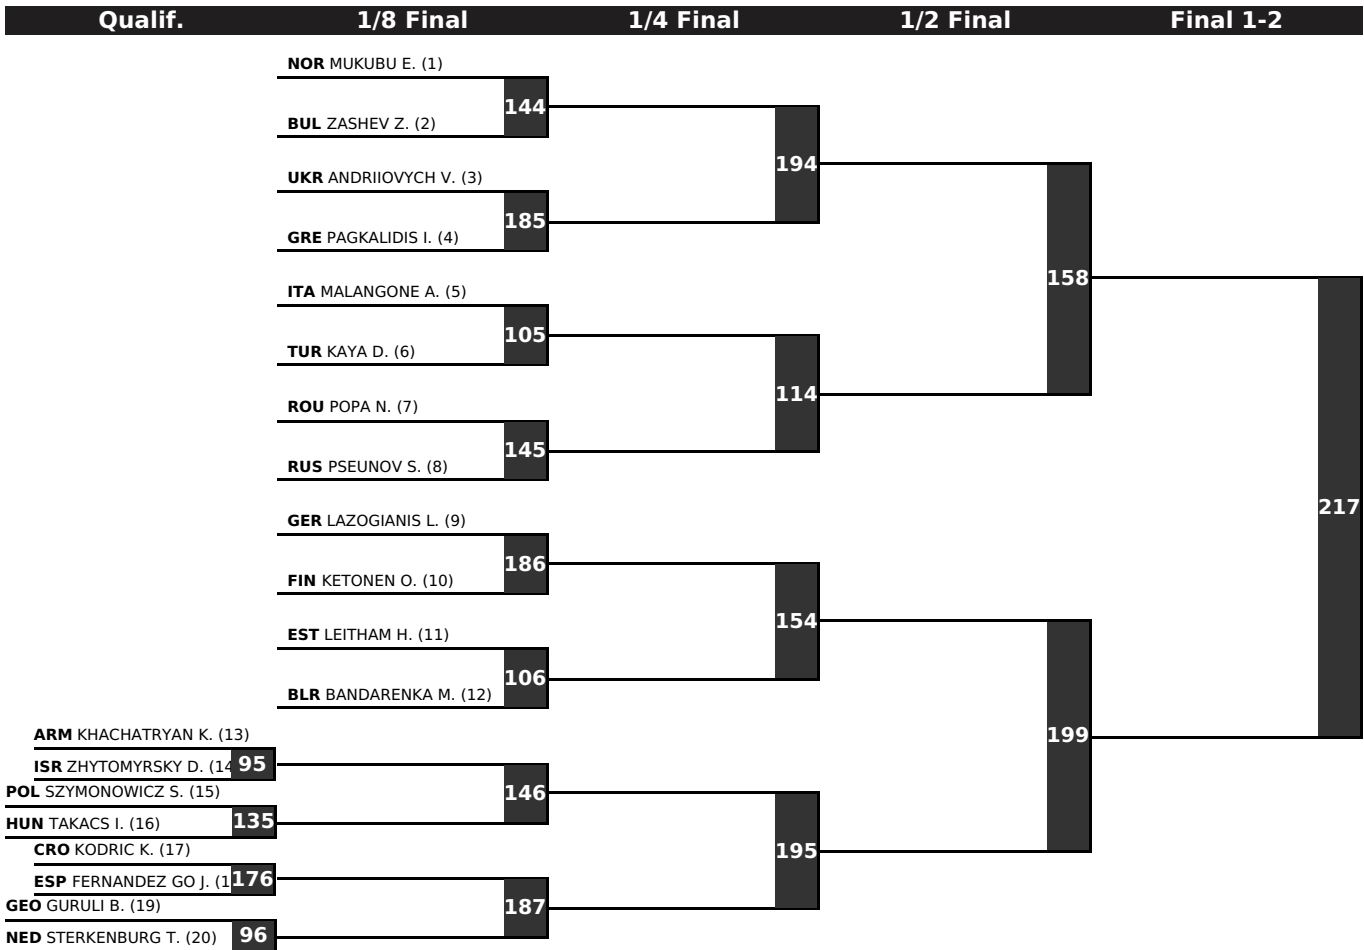 Qualif. 1/8 Final 1/4 Final 1/2 Final Final 1-2
NOR MUKUBU E. (1)
144
BUL ZASHEV Z. (2)
194
UKR ANDRIIOVYCH V. (3)
185
GRE PAGKALIDIS I. (4)
158
ITA MALANGONE A. (5)
105
TUR KAYA D. (6)
114
ROU POPA N. (7)
145
RUS PSEUNOV S. (8)
217
GER LAZOGIANIS L. (9)
186
FIN KETONEN O. (10)
154
EST LEITHAM H. (11)
106
BLR BANDARENKA M. (12)
199
ARM KHACHATRYAN K. (13)
ISR ZHYTOMYRSKY D. (14 95
POL SZYMONOWICZ S. (15)
146
HUN TAKACS I. (16) 135
CRO KODRIC K. (17)
195
ESP FERNANDEZ GO J. (1 176
GEO GURULI B. (19)
187
NED STERKENBURG T. (20) 96